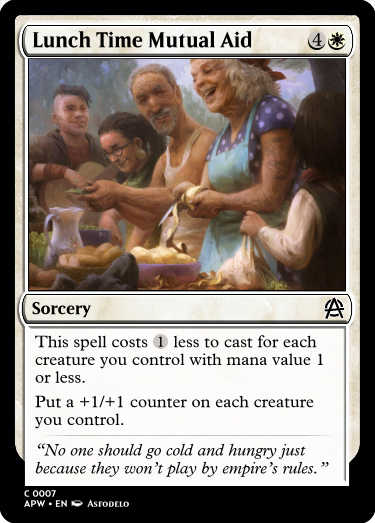 Lunch Time Mutual Aid 4
Sorcery
This spell costs 1 less to cast for each
creature you control with mana value 1
or less.
Put a +1/+1 counter on each creature
you control.
“No one should go cold and hungry just
because they won’t play by empire’s rules.”
C 0007
APW • EN Asfodelo